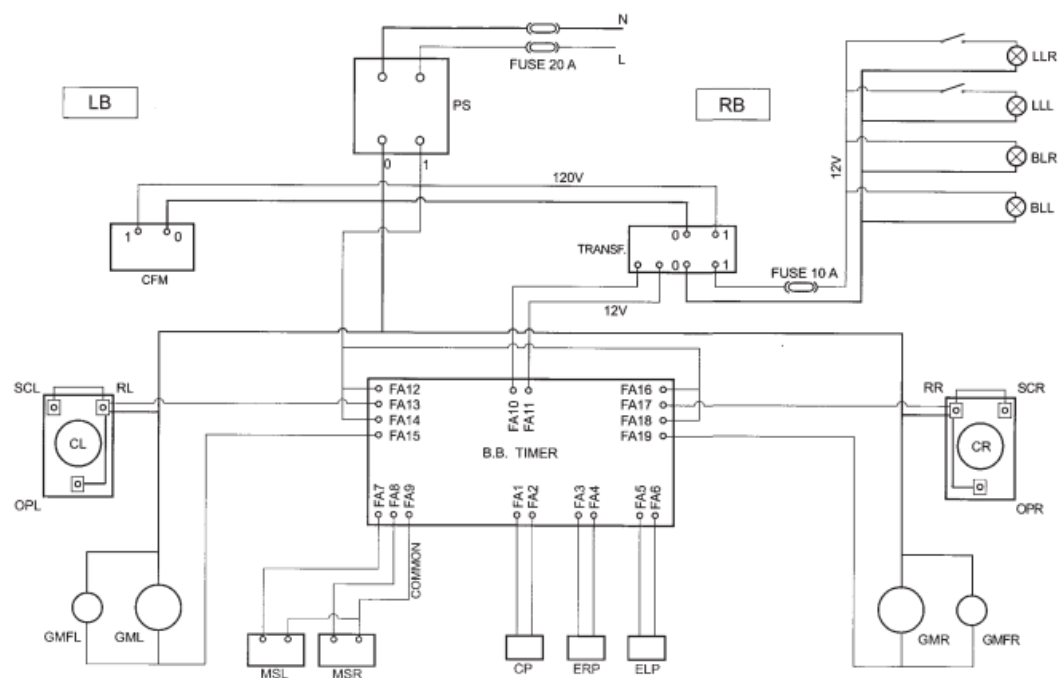 N
FUSE 20 A
L
LLR
LB
PS
RB
LLL
12V
BLR
0 1
120V
BLL
1 0
0 1
TRANSF.
0 1
CFM
FUSE 10 A
12V
SCL RL
FA12
FA13
FA14
FA15
FA10
FA11
FA16
FA17
FA18
FA19
RR SCR
CL
B.B. TIMER
CR
OPL
FA7
FA8
FA9
FA1
FA2
FA3
FA4
FA5
FA6
OPR
COMMON
GMFL
GML
MSL
MSR
CP
ERP
ELP
GMR
GMFR